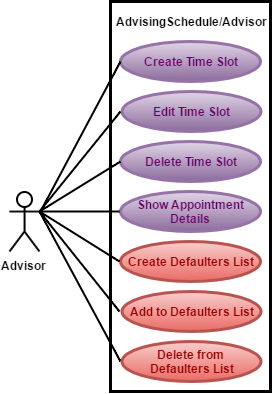 AdvisingSchedule/Advisor
Create Time Slot
Edit Time Slot
Delete Time Slot
Show Appointment
Details
Advisor
Create Defaulters List
Add to Defaulters List
Delete from
Defaulters List